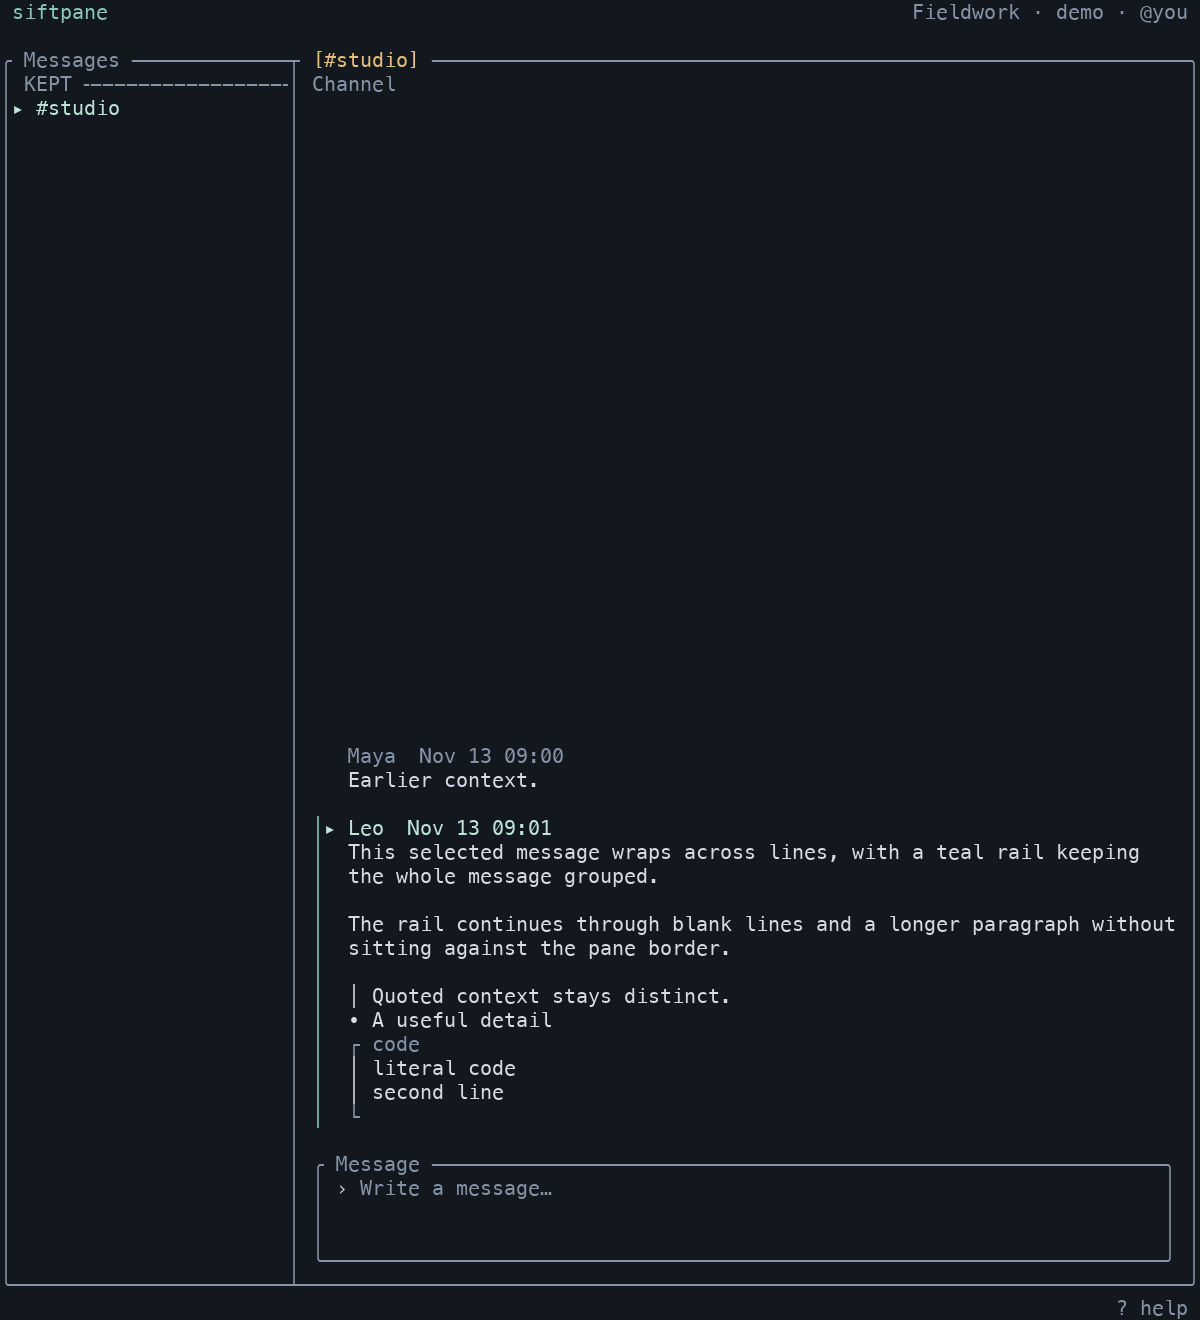 siftpane
Fieldwork · demo · @you
Messages
KEPT
▸ #studio
[#studio]
Channel
Maya  Nov 13 09:00
Earlier context.
▸ Leo  Nov 13 09:01
This selected message wraps across lines, with a teal rail keeping
the whole message grouped.
The rail continues through blank lines and a longer paragraph without
sitting against the pane border.
│ Quoted context stays distinct.
• A useful detail
┌ code
│ literal code
│ second line
└
Message
› Write a message…
? help